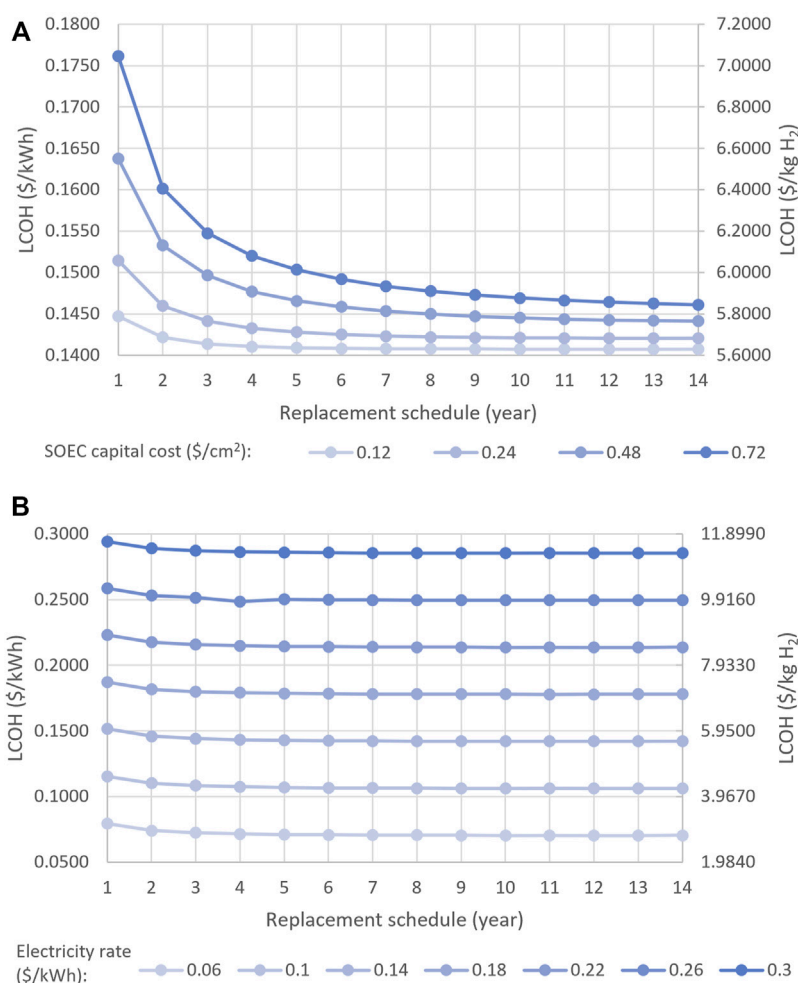 A
0.1800 7.2000
0.1750 7.0000
0.1700 6.8000
0.1650 6.6000
0.1600 6.4000
0.1550 6.2000
0.1500 6.0000
0.1450 5.8000
0.1400 5.6000
LCOH ($/kWh)
LCOH ($/kg H₂)
1 2 3 4 5 6 7 8 9 10 11 12 13 14
Replacement schedule (year)
SOEC capital cost ($/cm²): 0.12 0.24 0.48 0.72
B
0.3000 11.8990
0.2500 9.9160
0.2000 7.9330
0.1500 5.9500
0.1000 3.9670
0.0500 1.9840
LCOH ($/kWh)
LCOH ($/kg H₂)
1 2 3 4 5 6 7 8 9 10 11 12 13 14
Replacement schedule (year)
Electricity rate
($/kWh): 0.06 0.1 0.14 0.18 0.22 0.26 0.3